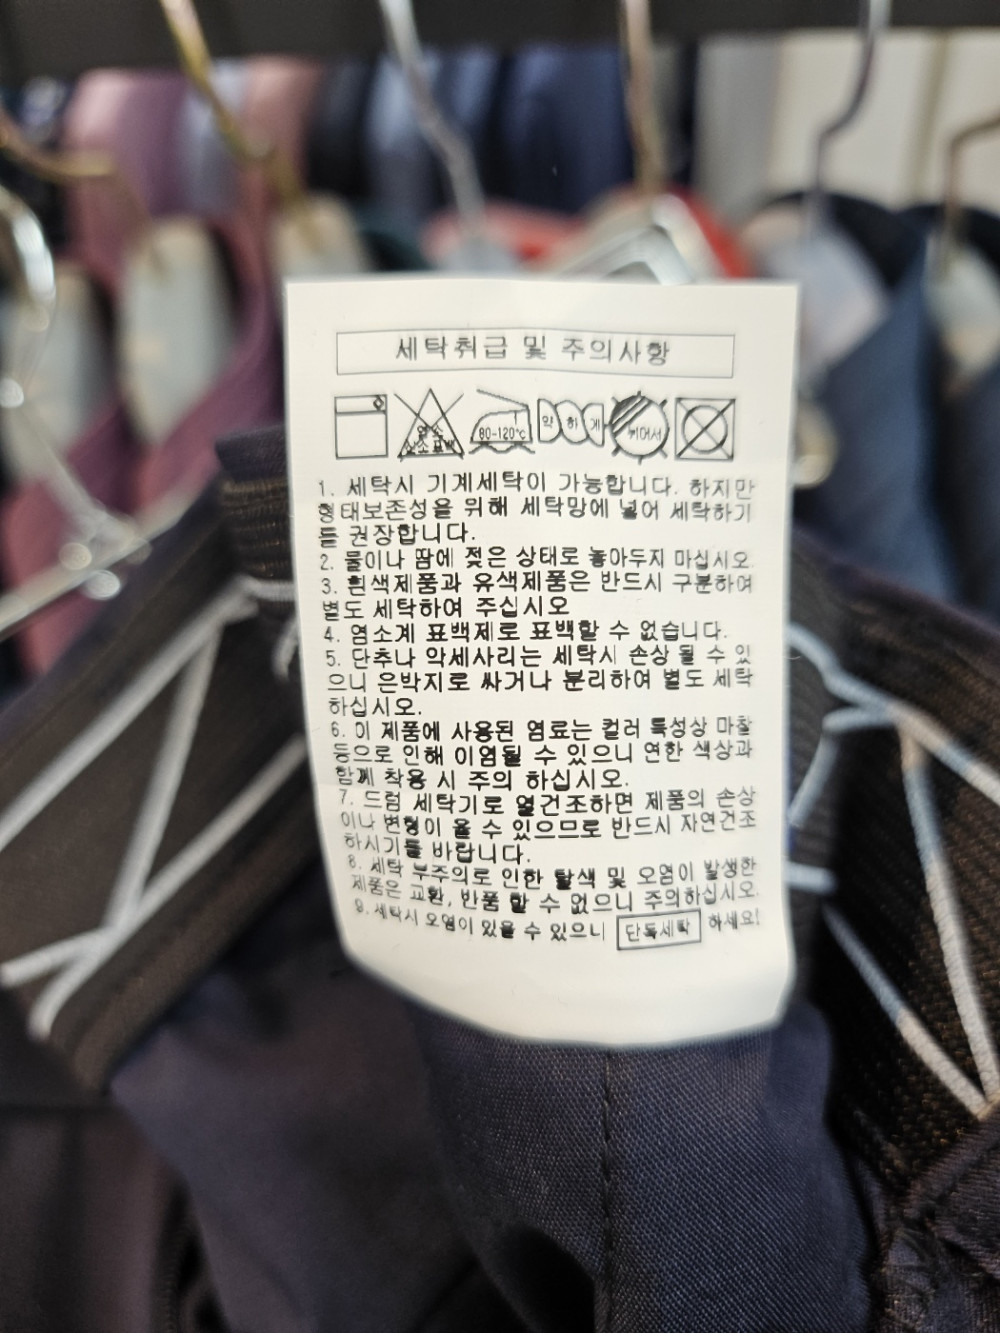 세탁취급 및 주의사항
염소
산소표백
80-120℃
약하게
뉘어서
1. 세탁시 기계세탁이 가능합니다. 하지만
형태보존성을 위해 세탁망에 넣어 세탁하기
를 권장합니다.
2. 물이나 땀에 젖은 상태로 놓아두지 마십시오.
3. 흰색제품과 유색제품은 반드시 구분하여
별도 세탁하여 주십시오
4. 염소계 표백제로 표백할 수 없습니다.
5. 단추나 악세사리는 세탁시 손상 될 수 있
으니 은박지로 싸거나 분리하여 별도 세탁
하십시오.
6. 이 제품에 사용된 염료는 컬러 특성상 마찰
등으로 인해 이염될 수 있으니 연한 색상과
함께 착용 시 주의 하십시오.
7. 드럼 세탁기로 열건조하면 제품의 손상
이나 변형이 올 수 있으므로 반드시 자연건조
하시기를 바랍니다.
8. 세탁 부주의로 인한 탈색 및 오염이 발생한
제품은 교환, 반품 할 수 없으니 주의하십시오.
9. 세탁시 오염이 있을 수 있으니 단독세탁 하세요!